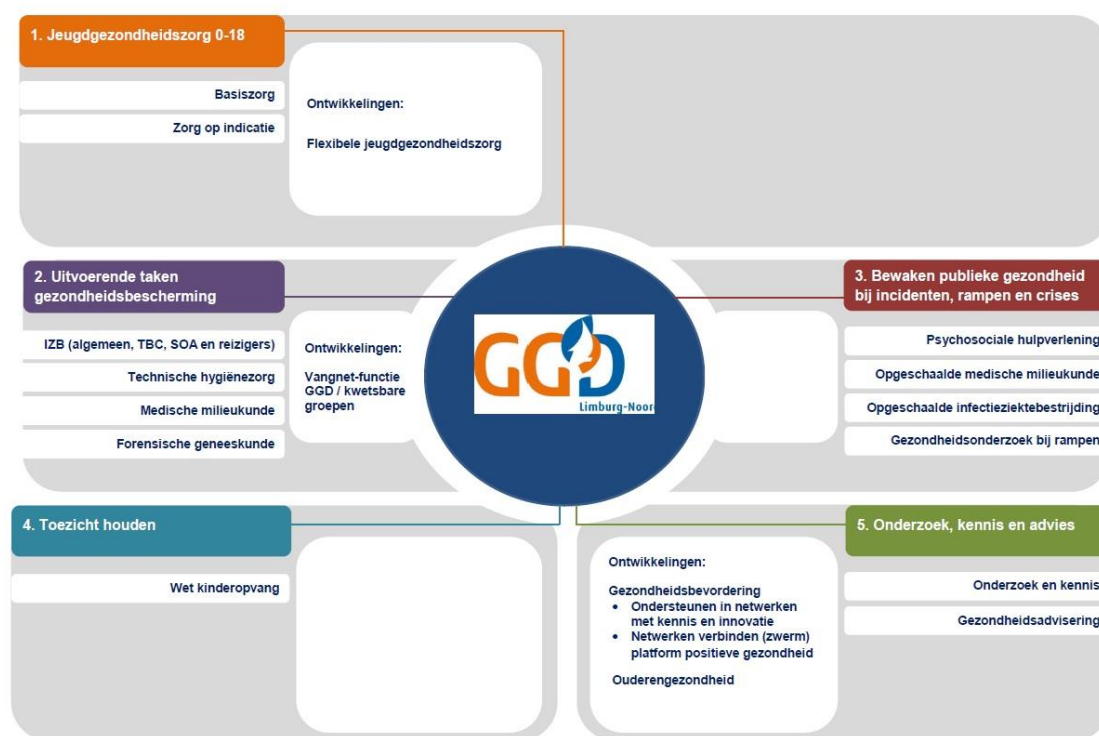 1. Jeugdgezondheidszorg 0-18
Basiszorg
Zorg op indicatie
Ontwikkelingen:
Flexibele jeugdgezondheidszorg
2. Uitvoerende taken
gezondheidsbescherming
IZB (algemeen, TBC, SOA en reizigers)
Technische hygiënezorg
Medische milieukunde
Forensische geneeskunde
Ontwikkelingen:
Vangnet-functie
GGD / kwetsbare
groepen
GGD
Limburg-Noor
3. Bewaken publieke gezondheid
bij incidenten, rampen en crises
Psychosociale hulpverlening
Opgeschaalde medische milieukunde
Opgeschaalde infectieziektebestrijding
Gezondheidsonderzoek bij rampen
4. Toezicht houden
Wet kinderopvang
Ontwikkelingen:
Gezondheidsbevordering
• Ondersteunen in netwerken
met kennis en innovatie
• Netwerken verbinden (zwerm)
platform positieve gezondheid
Ouderengezondheid
5. Onderzoek, kennis en advies
Onderzoek en kennis
Gezondheidsadvisering